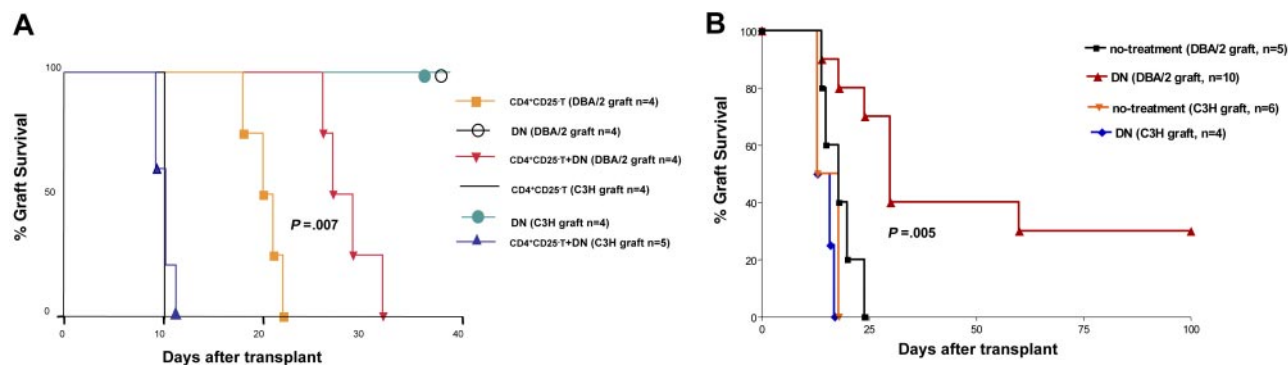 A
% Graft Survival
100
50
0
0
10
20
30
40
Days after transplant
P =.007
CD4⁺CD25⁻T (DBA/2 graft n=4)
DN (DBA/2 graft n=4)
CD4⁺CD25⁻T+DN (DBA/2 graft n=4)
CD4⁺CD25⁻T (C3H graft n=4)
DN (C3H graft n=4)
CD4⁺CD25⁻T+DN (C3H graft n=5)
B
% Graft Survival
100
80
60
40
20
0
0
25
50
75
100
Days after transplant
P =.005
no-treatment (DBA/2 graft, n=5)
DN (DBA/2 graft, n=10)
no-treatment (C3H graft, n=6)
DN (C3H graft, n=4)